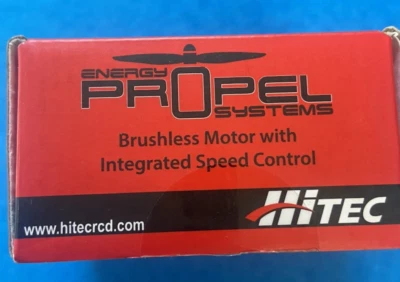 ENERGY
PROPEL
SYSTEMS
Brushless Motor with
Integrated Speed Control
HiTEC
www.hitecrcd.com